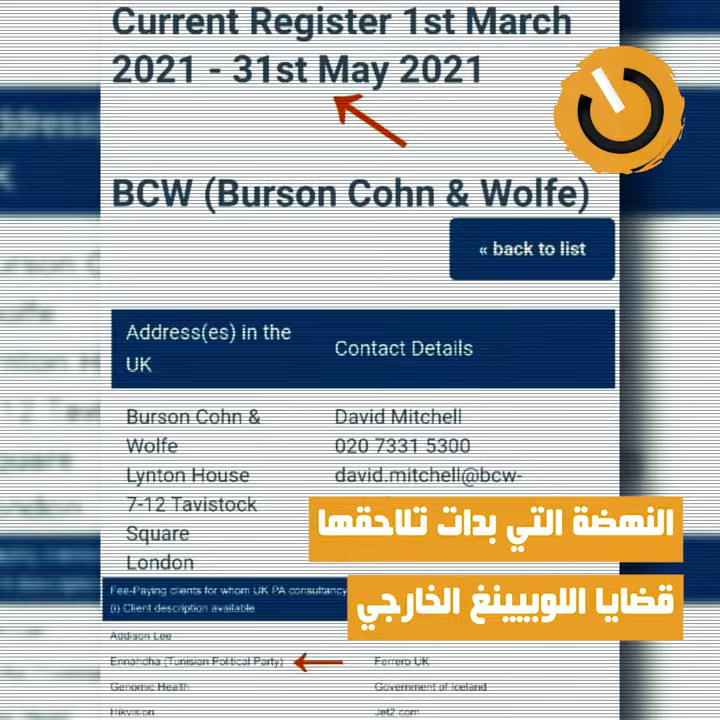 Current Register 1st March
2021 - 31st May 2021
BCW (Burson Cohn & Wolfe)
« back to list
Address(es) in the
UK
Contact Details
Burson Cohn &
Wolfe
Lynton House
7-12 Tavistock
Square
London
David Mitchell
020 7331 5300
david.mitchell@bcw-
النهضة التي بدات تلاحقها
قضايا اللوبيينغ الخارجي
Fee-Paying clients for whom UK PA consultancy
(i) Client description available
Addison Lee
Ennahdha (Tunisian Political Party)
Ferrero UK
Genomic Health
Government of Iceland
Hikvision
Jet2.com